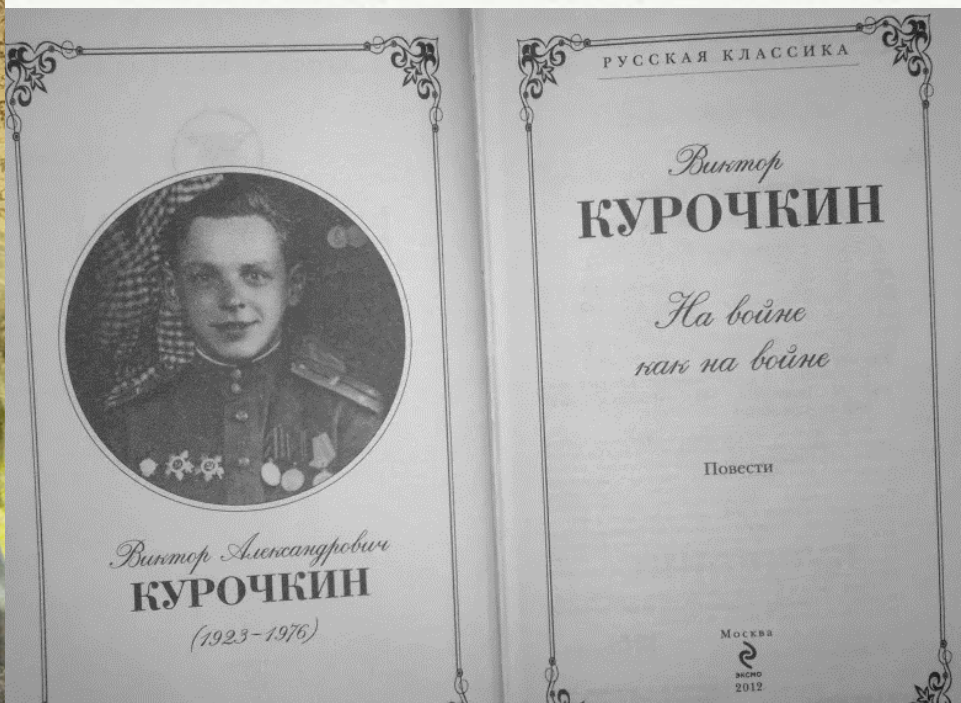 Виктор Александрович
КУРОЧКИН
(1923–1976)
РУССКАЯ КЛАССИКА
Виктор
КУРОЧКИН
На войне
как на войне
Повести
Москва
ЭКСМО
2012